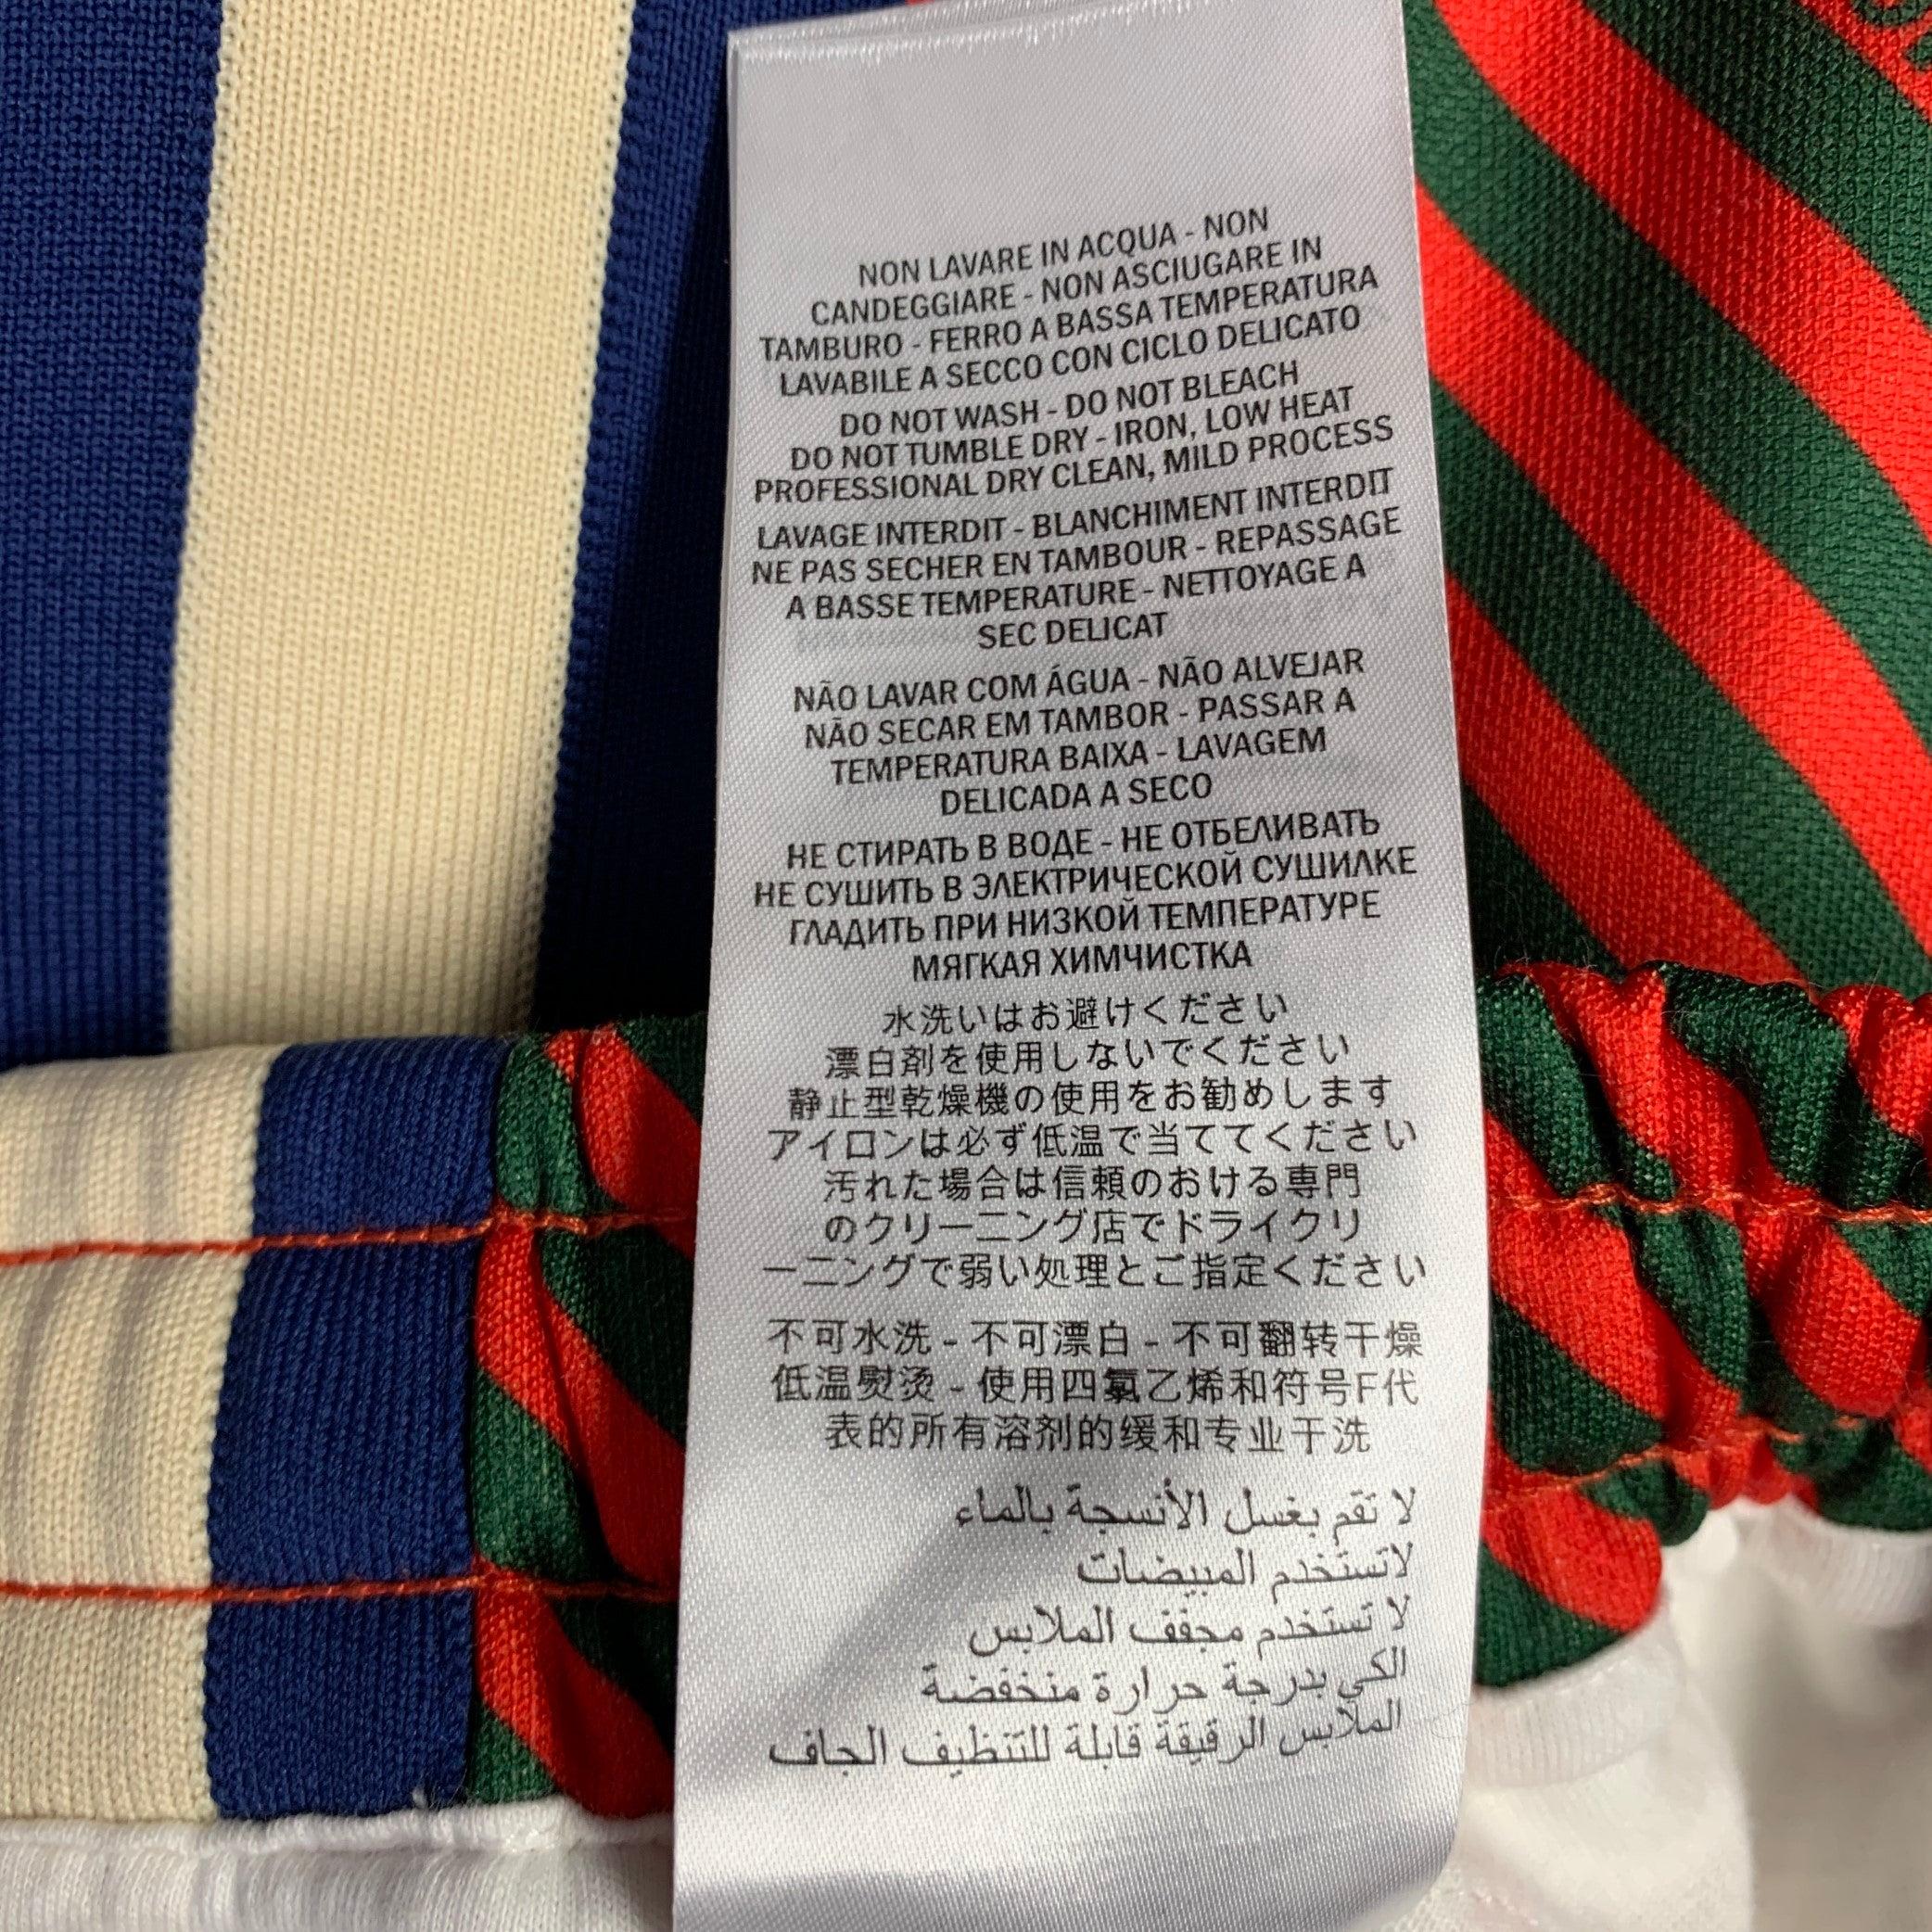 NON LAVARE IN ACQUA - NON
CANDEGGIARE - NON ASCIUGARE IN
TAMBURO - FERRO A BASSA TEMPERATURA
LAVABILE A SECCO CON CICLO DELICATO
DO NOT WASH - DO NOT BLEACH
DO NOT TUMBLE DRY - IRON, LOW HEAT
PROFESSIONAL DRY CLEAN, MILD PROCESS
LAVAGE INTERDIT - BLANCHIMENT INTERDIT
NE PAS SECHER EN TAMBOUR - REPASSAGE
A BASSE TEMPERATURE - NETTOYAGE A
SEC DELICAT
NÃO LAVAR COM ÁGUA - NÃO ALVEJAR
NÃO SECAR EM TAMBOR - PASSAR A
TEMPERATURA BAIXA - LAVAGEM
DELICADA A SECO
НЕ СТИРАТЬ В ВОДЕ - НЕ ОТБЕЛИВАТЬ
НЕ СУШИТЬ В ЭЛЕКТРИЧЕСКОЙ СУШИЛКЕ
ГЛАДИТЬ ПРИ НИЗКОЙ ТЕМПЕРАТУРЕ
МЯГКАЯ ХИМЧИСТКА
水洗いはお避けください
漂白剤を使用しないでください
静止型乾燥機の使用をお勧めします
アイロンは必ず低温で当ててください
汚れた場合は信頼のおける専門
のクリーニング店でドライクリ
ーニングで弱い処理とご指定ください
不可水洗 - 不可漂白 - 不可翻转干燥
低温熨烫 - 使用四氯乙烯和符号F代
表的所有溶剂的缓和专业干洗
لا تقم بغسل الأنسجة بالماء
لاتستخدم المبيضات
لا تستخدم مجفف الملابس
الكي بدرجة حرارة منخفضة
الملابس الرقيقة قابلة للتنظيف الجاف